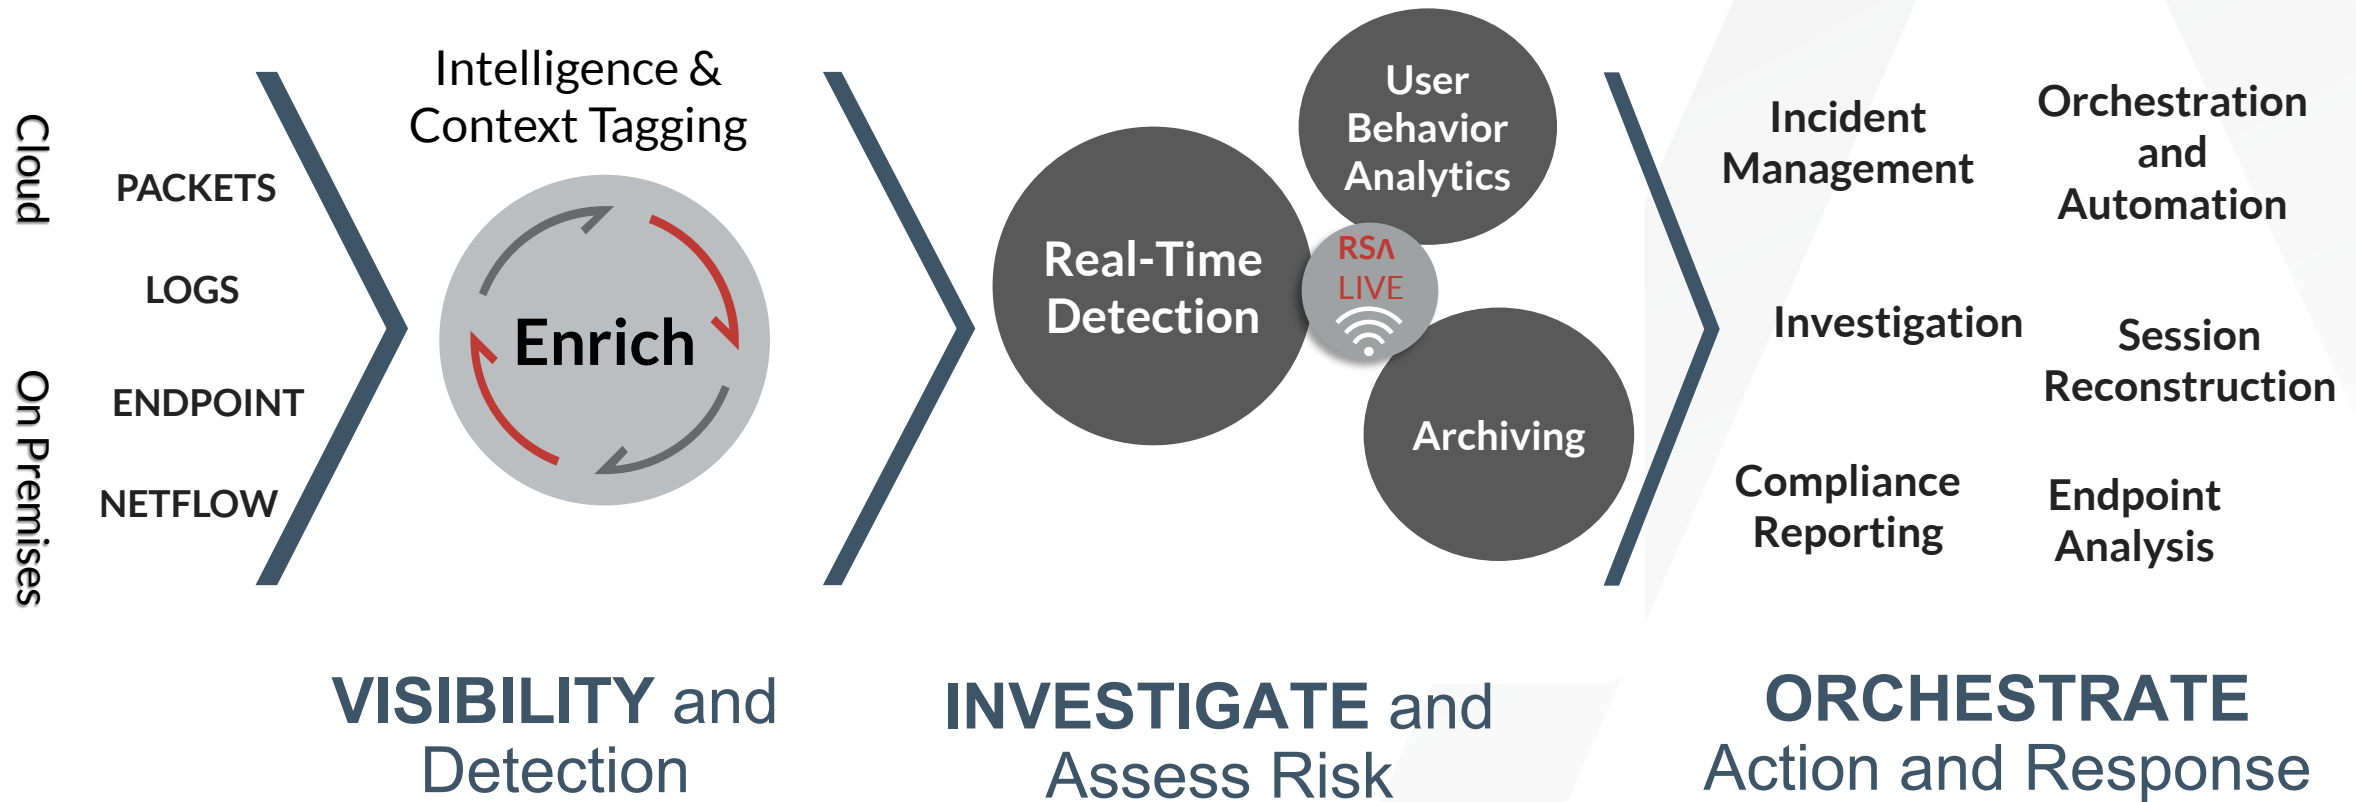 Cloud
On Premises
PACKETS
LOGS
ENDPOINT
NETFLOW
Intelligence &
Context Tagging
Enrich
VISIBILITY and
Detection
Real-Time
Detection
User
Behavior
Analytics
RSA
LIVE
Archiving
INVESTIGATE and
Assess Risk
Incident
Management
Orchestration
and
Automation
Investigation
Session
Reconstruction
Compliance
Reporting
Endpoint
Analysis
ORCHESTRATE
Action and Response